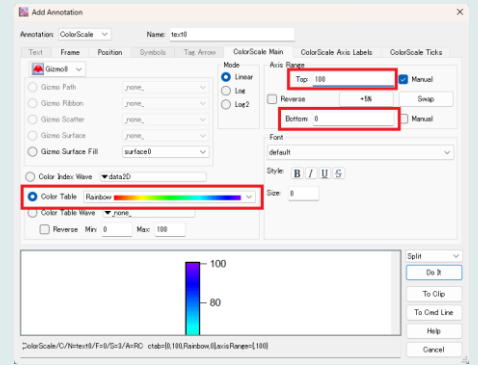 Add Annotation
Annotation: ColorScale Name: text0
Text Frame Position Symbols Tag Arrow ColorScale Main ColorScale Axis Labels ColorScale Ticks
Gizmo0 Mode Axis Range
Linear Top: 100 Manual
Gizmo Path _none_ Log
Gizmo Ribbon _none_ Log2 Reverse +5% Swap
Gizmo Scatter _none_ Bottom: 0 Manual
Gizmo Surface _none_ Font
Gizmo Surface Fill surface0 default
Color Index Wave data2D Style: B I U S
Color Table Rainbow Size: 0
Color Table Wave _none_
Reverse Min 0 Max 100
100
80
Split
Do It
To Clip
To Cmd Line
Help
Cancel
ColorScale/C/N=text0/F=0/S=3/A=RC ctab={0,100,Rainbow,0},axisRange={,100}